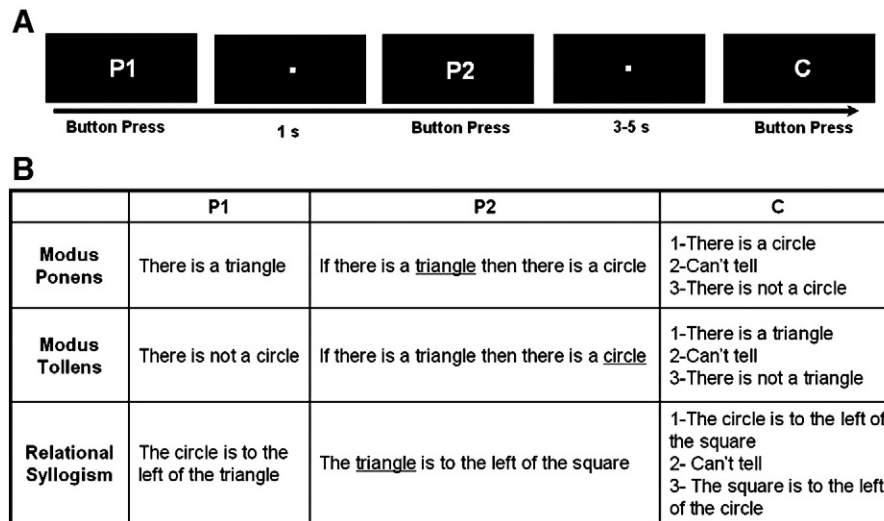 A
P1
P2
C
Button Press
1 s
Button Press
3-5 s
Button Press
B
P1
P2
C
Modus
Ponens
There is a triangle
If there is a triangle then there is a circle
1-There is a circle
2-Can't tell
3-There is not a circle
Modus
Tollens
There is not a circle
If there is a triangle then there is a circle
1-There is a triangle
2-Can't tell
3-There is not a triangle
Relational
Syllogism
The circle is to the
left of the triangle
The triangle is to the left of the square
1-The circle is to the left of
the square
2- Can't tell
3- The square is to the left
of the circle